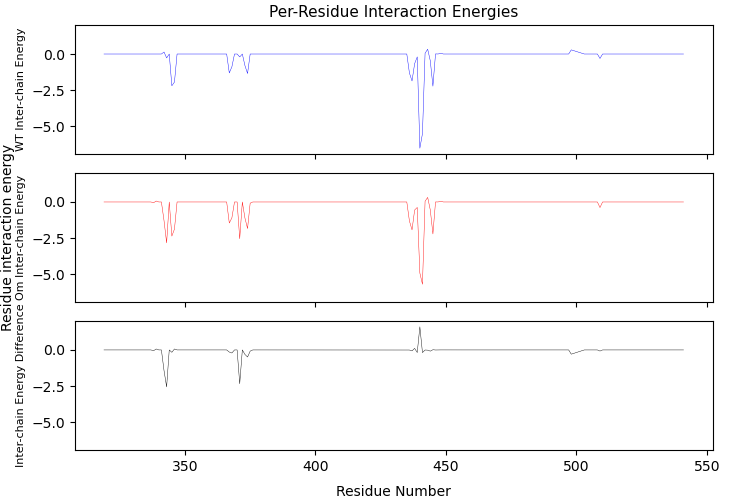 Per-Residue Interaction Energies
Residue interaction energy
WT Inter-chain Energy
0.0
−2.5
−5.0
Om Inter-chain Energy
0.0
−2.5
−5.0
Inter-chain Energy Difference
0.0
−2.5
−5.0
350
400
450
500
550
Residue Number